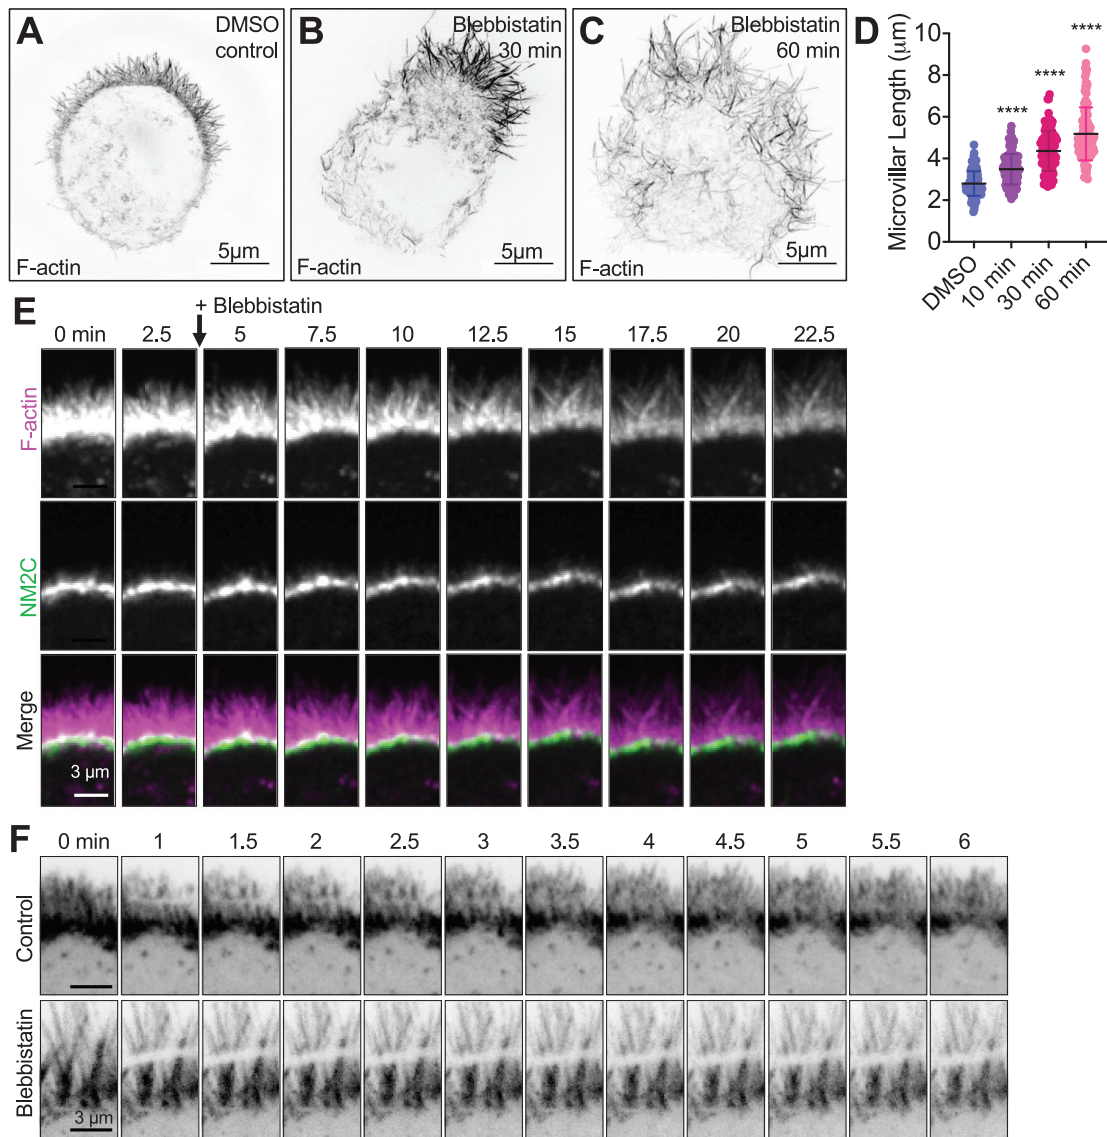 A
DMSO
control
F-actin
5µm
B
Blebbistatin
30 min
F-actin
5µm
C
Blebbistatin
60 min
F-actin
5µm
D
Microvillar Length (µm)
10
8
6
4
2
0
****
****
****
DMSO
10 min
30 min
60 min
E
+ Blebbistatin
0 min 2.5 5 7.5 10 12.5 15 17.5 20 22.5
F-actin
NM2C
Merge
3 µm
F
0 min 1 1.5 2 2.5 3 3.5 4 4.5 5 5.5 6
Control
Blebbistatin
3 µm